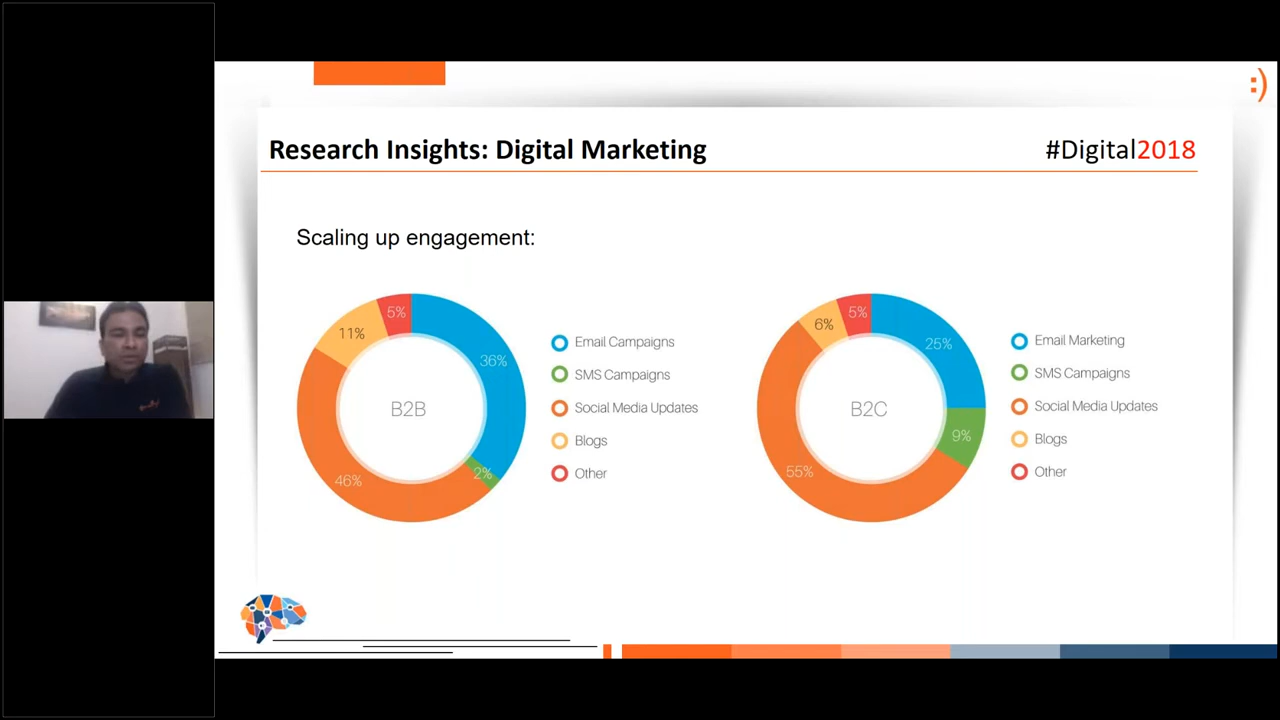 :)
Research Insights: Digital Marketing
#Digital2018
Scaling up engagement:
5%
11%
36%
B2B
46%
2%
Email Campaigns
SMS Campaigns
Social Media Updates
Blogs
Other
5%
6%
25%
B2C
9%
55%
Email Marketing
SMS Campaigns
Social Media Updates
Blogs
Other